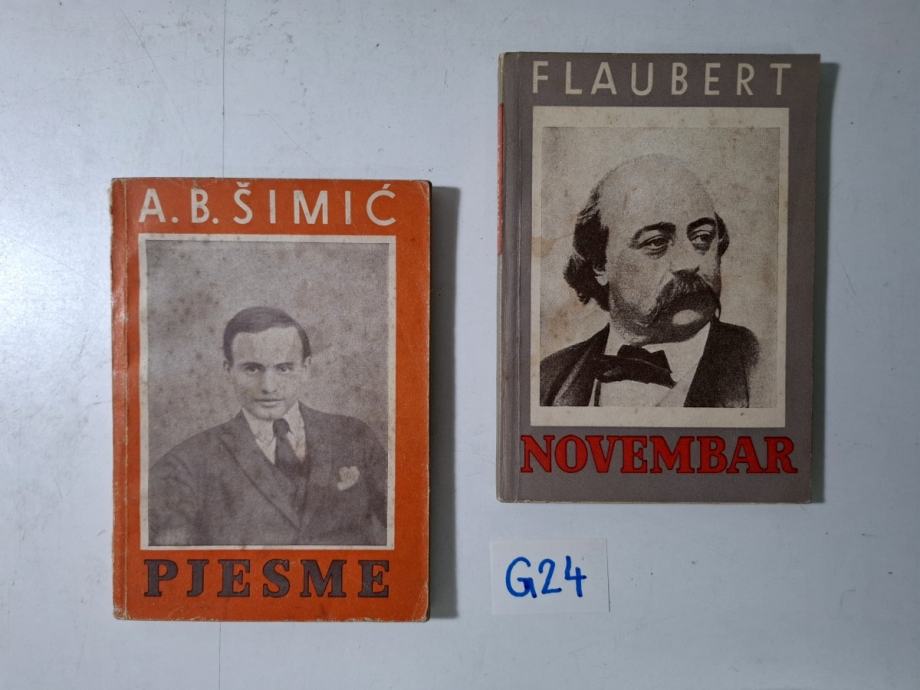 A. B. ŠIMIĆ
PJESME
FLAUBERT
NOVEMBAR
G24